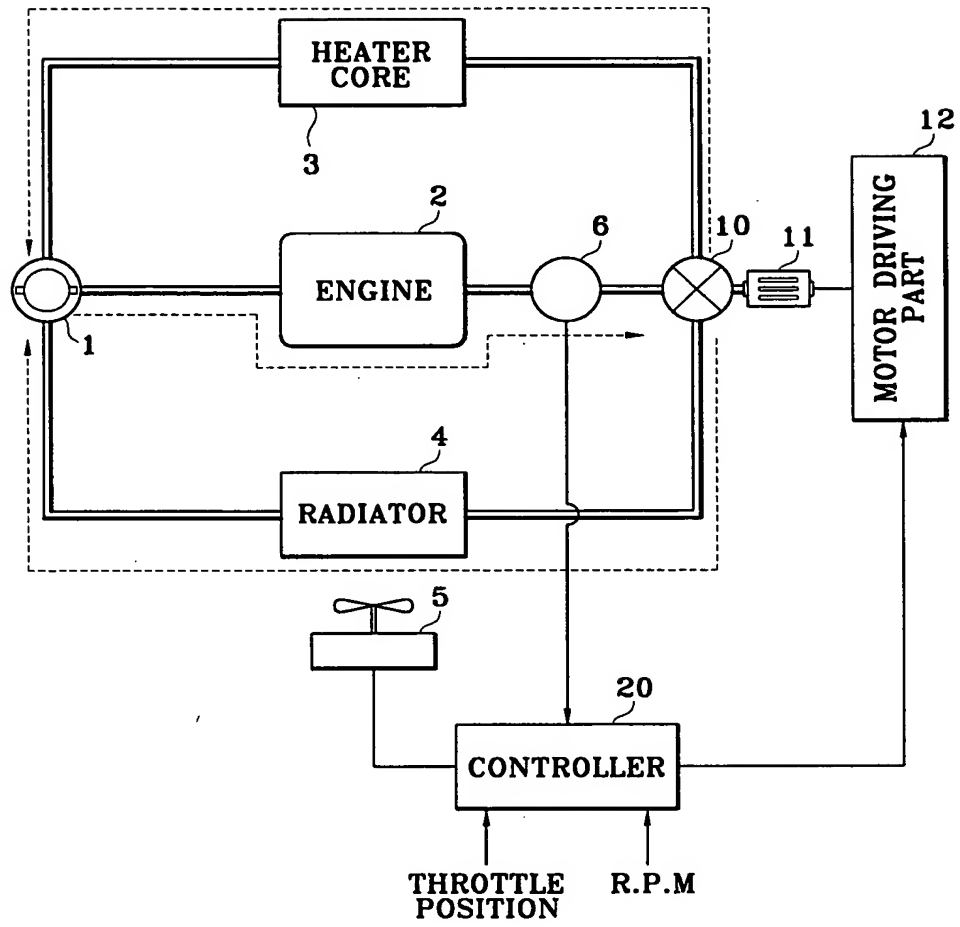 HEATER
CORE
3
12
MOTOR DRIVING
PART
2
6
10
11
ENGINE
1
4
RADIATOR
5
20
CONTROLLER
THROTTLE
POSITION
R.P.M